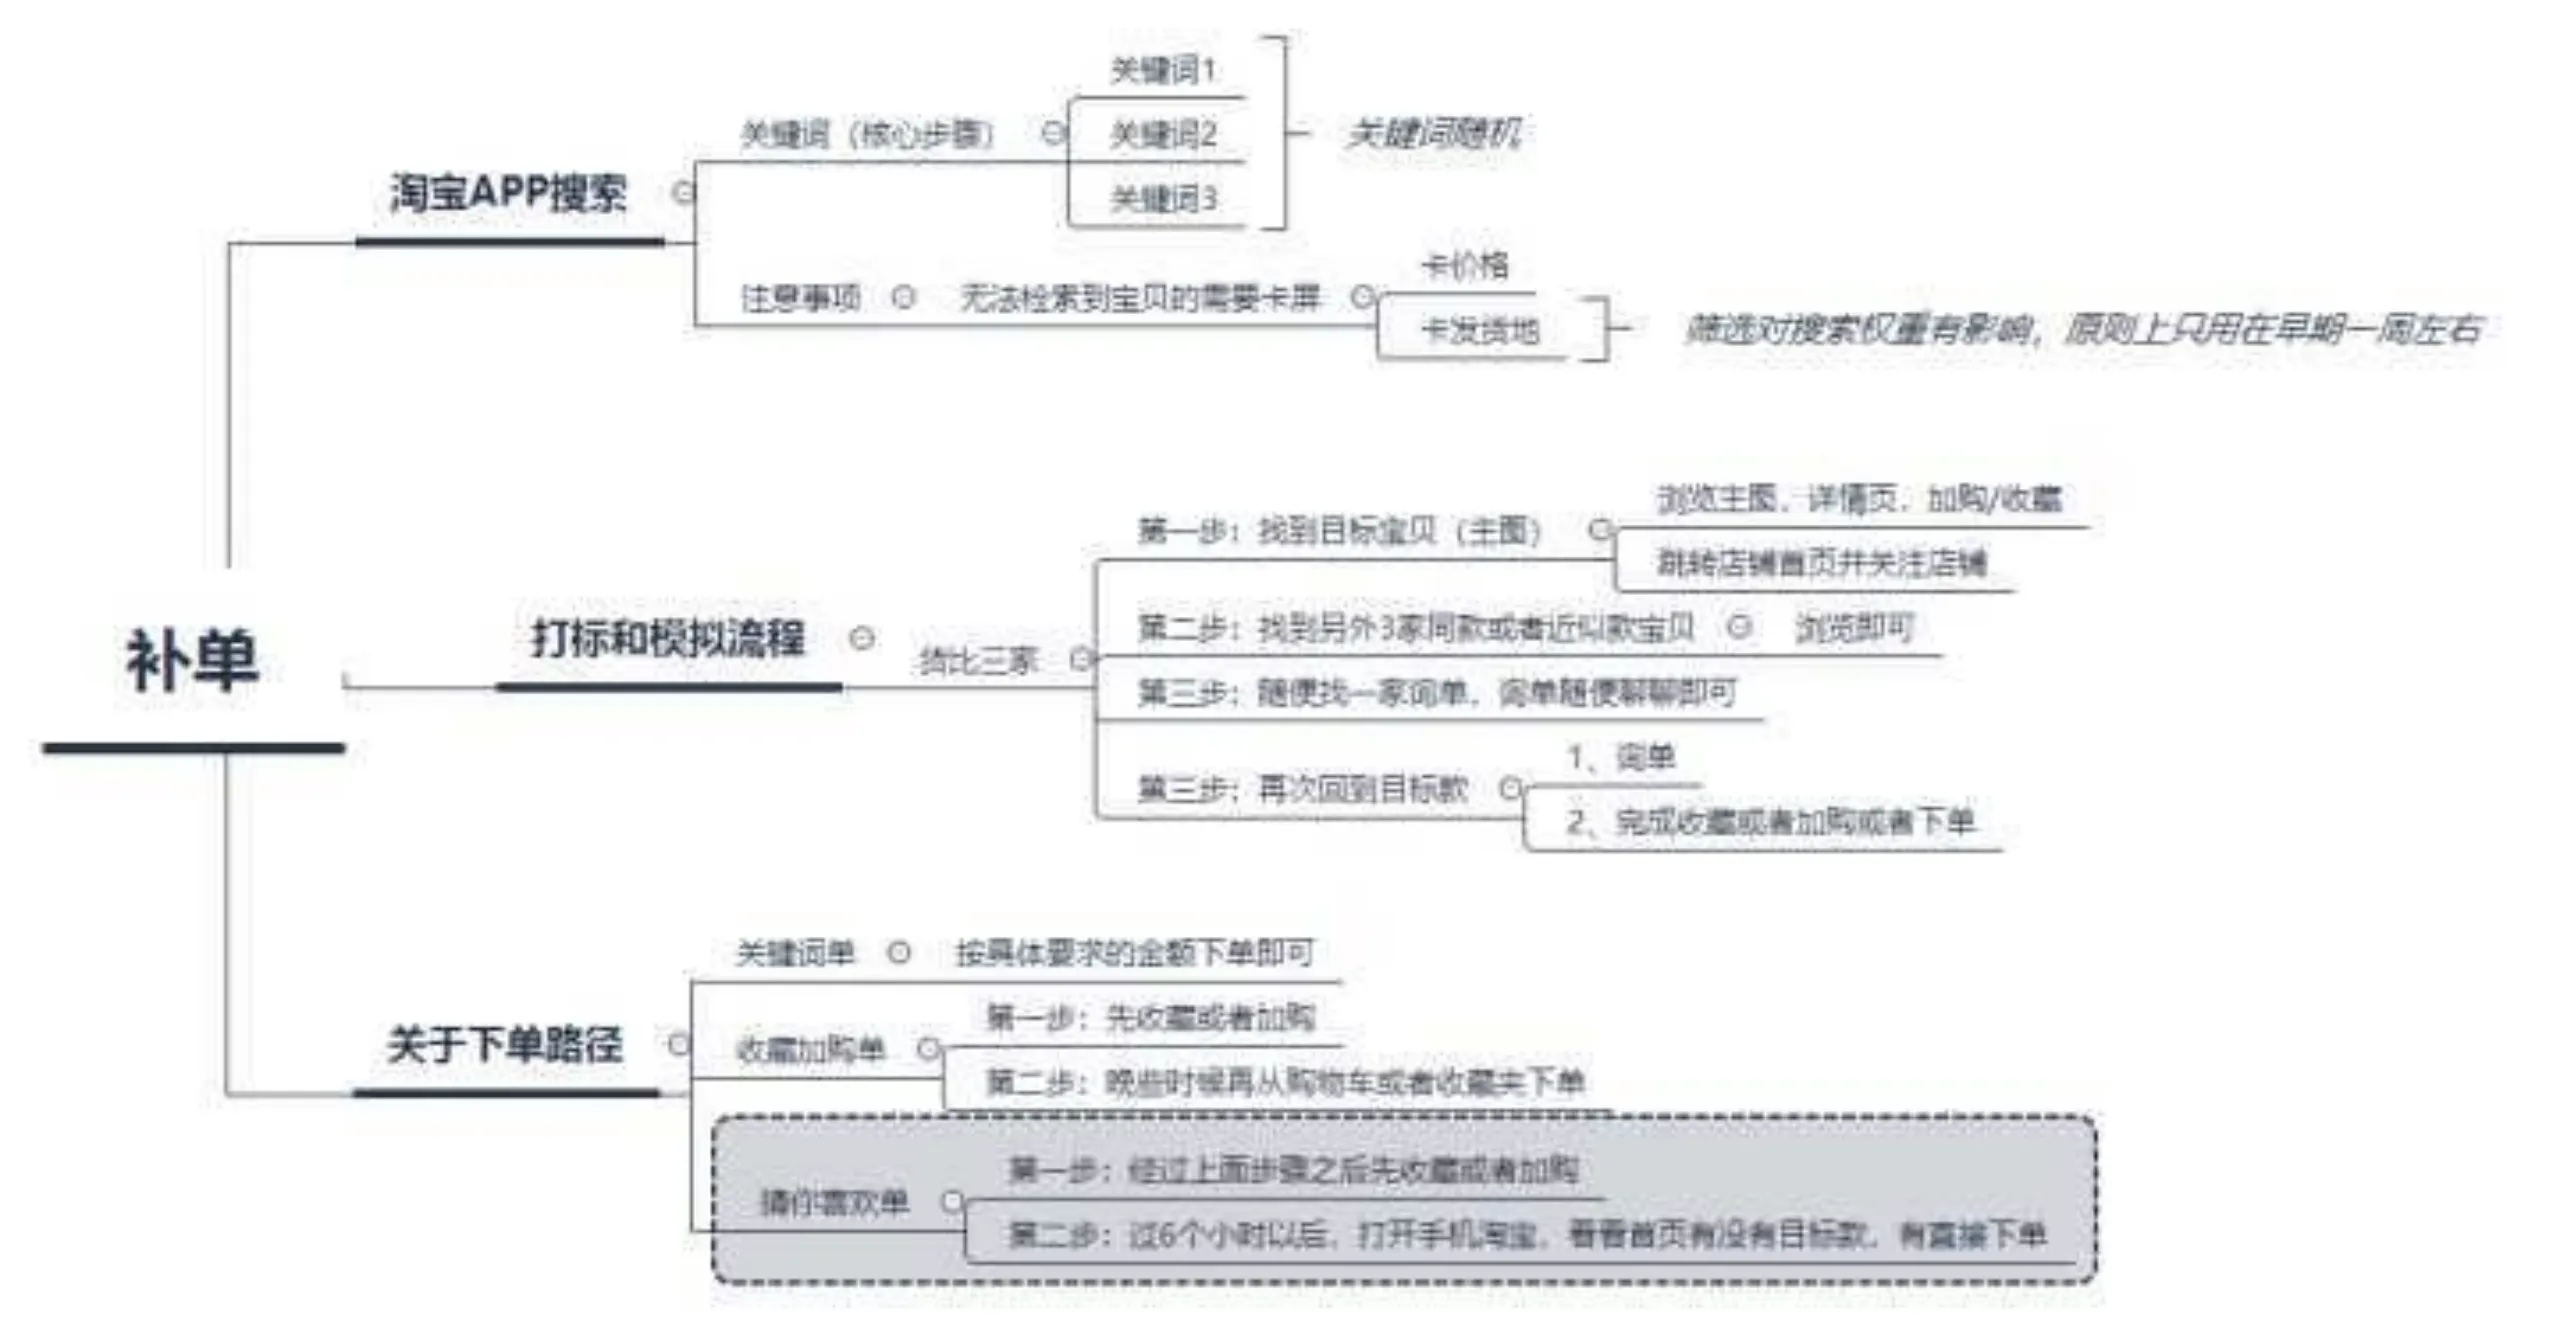 关键词1
关键词（核心步骤）
关键词2
关键词随机
关键词3
淘宝APP搜索
卡价格
注意事项
无法检索到宝贝的需要卡屏
卡发货地
筛选对搜索权重有影响，原则上只用在早期一周左右
补单
打标和模拟流程
货比三家
第一步：找到目标宝贝（主图）
浏览主图，详情页，加购/收藏
跳转店铺首页并关注店铺
第二步：找到另外3家同款或者近似款宝贝
浏览即可
第三步：随便找一家询单，询单随便聊聊即可
第三步：再次回到目标款
1、询单
2、完成收藏或者加购或者下单
关于下单路径
关键词单
按具体要求的金额下单即可
收藏加购单
第一步：先收藏或者加购
第二步：晚些时候再从购物车或者收藏夹下单
猜你喜欢单
第一步：经过上面步骤之后先收藏或者加购
第二步：过6个小时以后，打开手机淘宝，看看首页有没有目标款，有直接下单